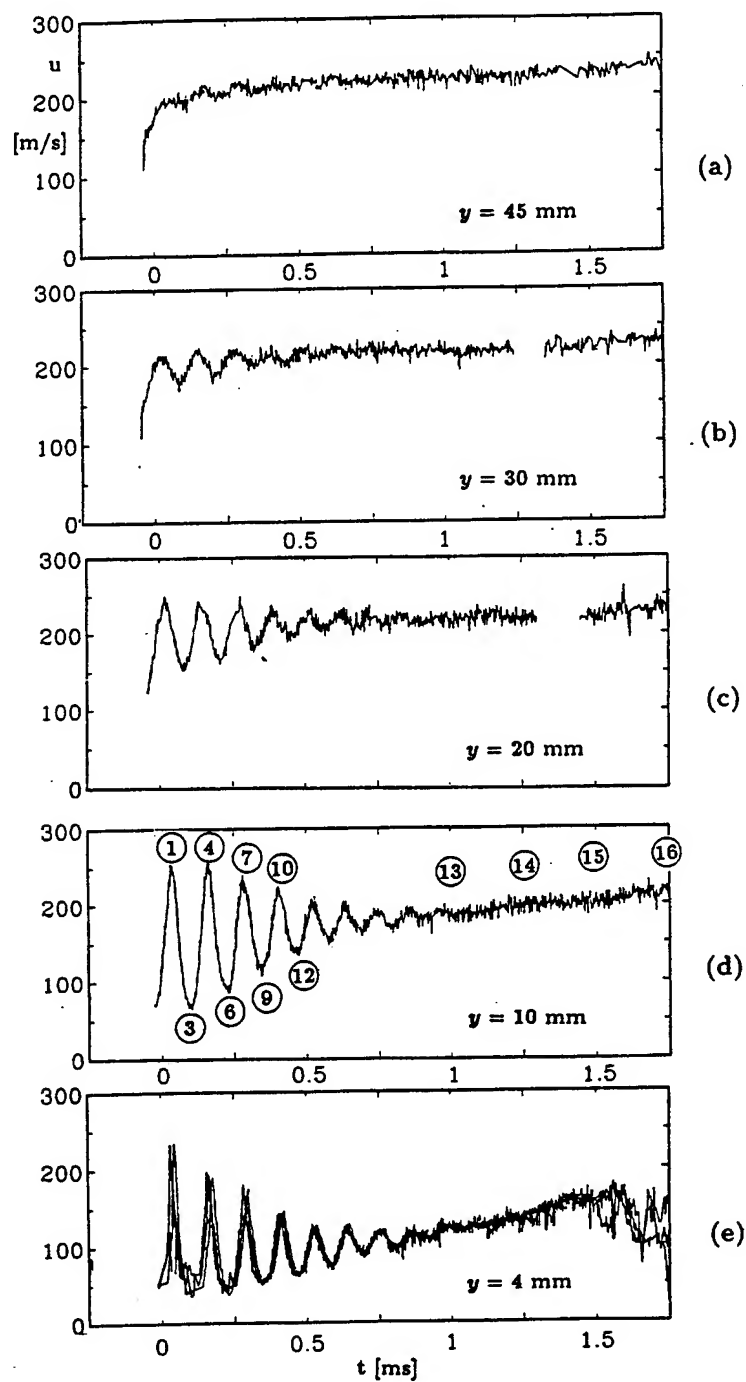 300
u
200
[m/s]
100
0
0 0.5 1 1.5
y = 45 mm
(a)
300
200
100
0
0 0.5 1 1.5
y = 30 mm
(b)
300
200
100
0
y = 20 mm
(c)
300
200
100
0
1 4 7 10 13 14 15 16
3 6 9 12
y = 10 mm
(d)
0 0.5 1 1.5
300
200
100
0
y = 4 mm
(e)
0 0.5 1 1.5
t [ms]